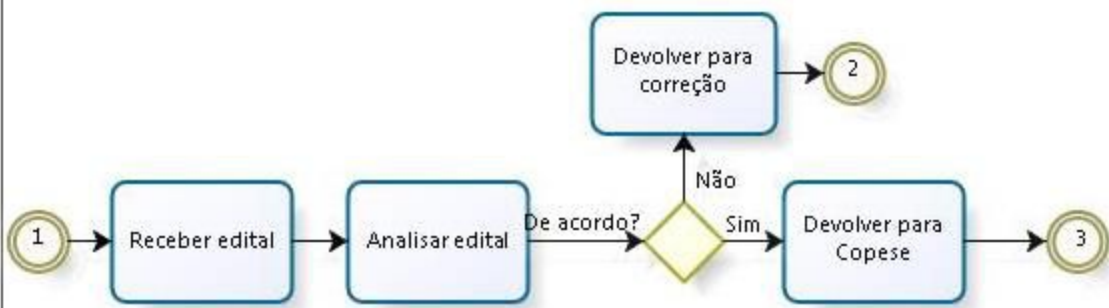 Devolver para
correção
2
Não
1
Receber edital
Analisar edital
De acordo?
Sim
Devolver para
Copese
3